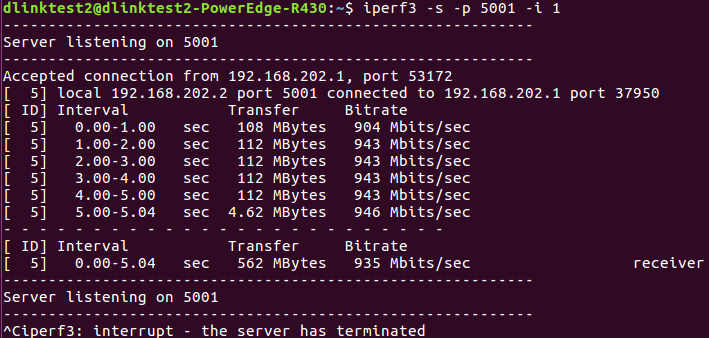 dlinktest2@dlinktest2-PowerEdge-R430:~$ iperf3 -s -p 5001 -i 1
-----------------------------------------------------------
Server listening on 5001
-----------------------------------------------------------
Accepted connection from 192.168.202.1, port 53172
[  5] local 192.168.202.2 port 5001 connected to 192.168.202.1 port 37950
[ ID] Interval           Transfer     Bitrate
[  5]   0.00-1.00   sec   108 MBytes   904 Mbits/sec
[  5]   1.00-2.00   sec   112 MBytes   943 Mbits/sec
[  5]   2.00-3.00   sec   112 MBytes   943 Mbits/sec
[  5]   3.00-4.00   sec   112 MBytes   943 Mbits/sec
[  5]   4.00-5.00   sec   112 MBytes   943 Mbits/sec
[  5]   5.00-5.04   sec  4.62 MBytes   946 Mbits/sec
- - - - - - - - - - - - - - - - - - - - - - - - -
[ ID] Interval           Transfer     Bitrate
[  5]   0.00-5.04   sec   562 MBytes   935 Mbits/sec                  receiver
-----------------------------------------------------------
Server listening on 5001
-----------------------------------------------------------
^Ciperf3: interrupt - the server has terminated